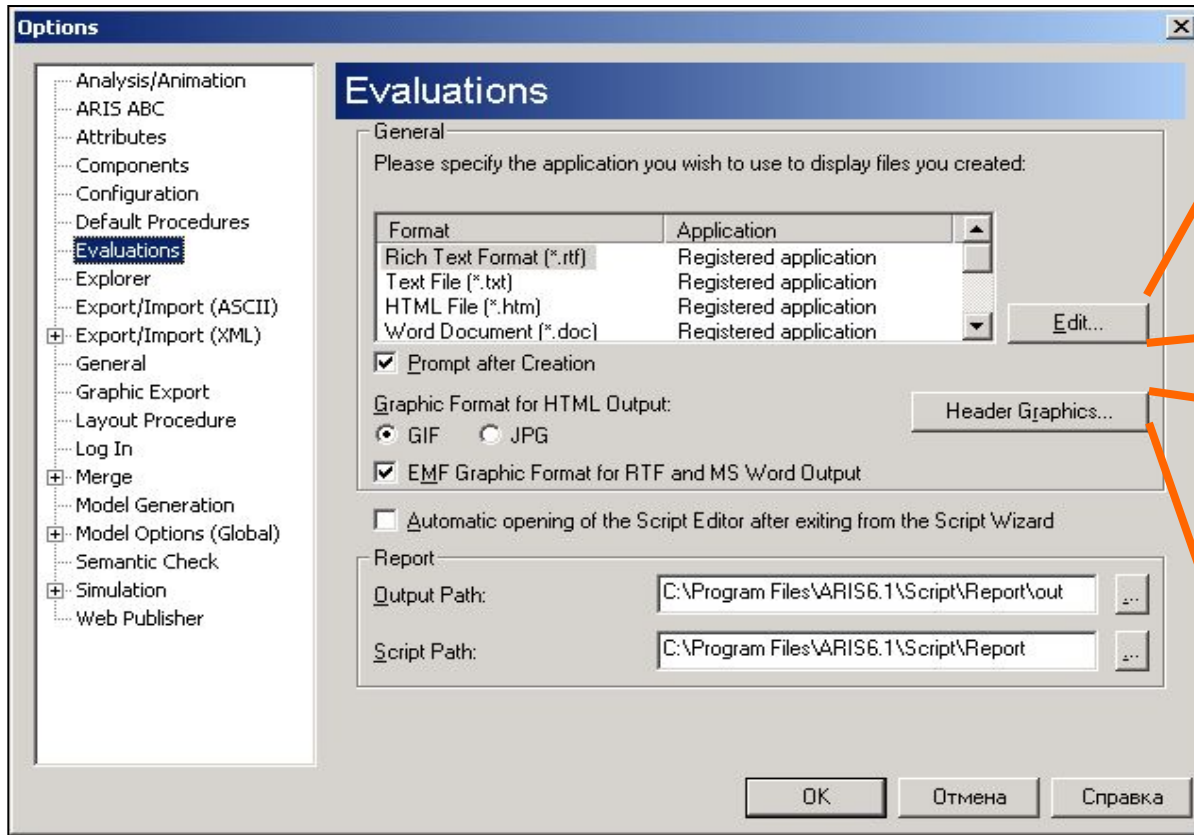 Options
Analysis/Animation
ARIS ABC
Attributes
Components
Configuration
Default Procedures
Evaluations
Explorer
Export/Import (ASCII)
Export/Import (XML)
General
Graphic Export
Layout Procedure
Log In
Merge
Model Generation
Model Options (Global)
Semantic Check
Simulation
Web Publisher
Evaluations
General
Please specify the application you wish to use to display files you created:
Format Application
Rich Text Format (*.rtf) Registered application
Text File (*.txt) Registered application
HTML File (*.htm) Registered application
Word Document (*.doc) Registered application
Edit...
Prompt after Creation
Graphic Format for HTML Output:
Header Graphics...
GIF JPG
EMF Graphic Format for RTF and MS Word Output
Automatic opening of the Script Editor after exiting from the Script Wizard
Report
Output Path: C:\Program Files\ARIS6.1\Script\Report\out ...
Script Path: C:\Program Files\ARIS6.1\Script\Report ...
OK Отмена Справка